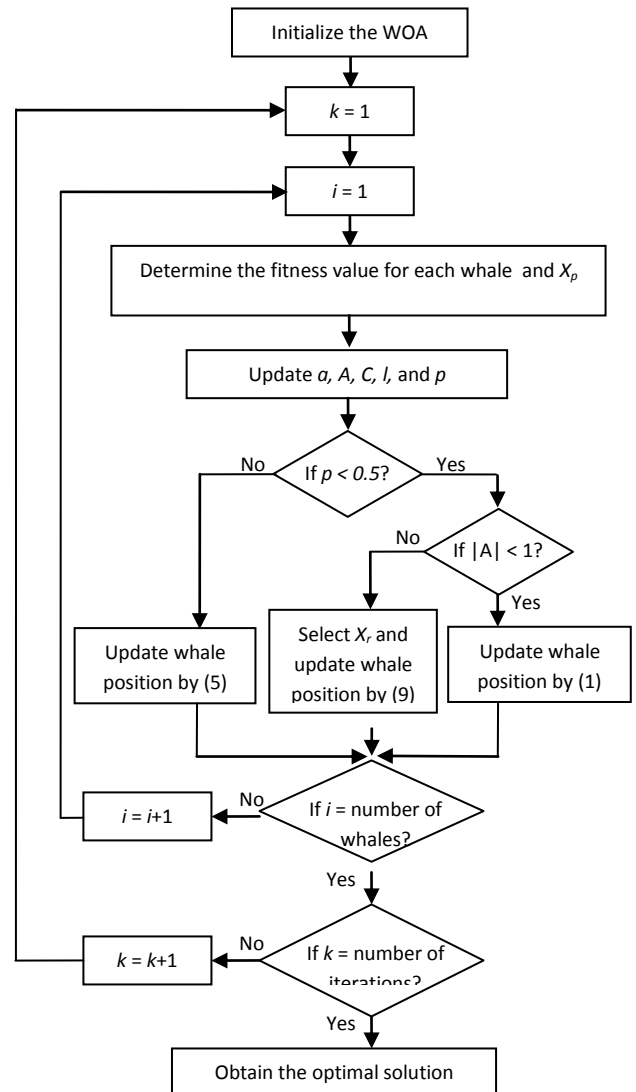 Initialize the WOA
k = 1
i = 1
Determine the fitness value for each whale and Xp
Update a, A, C, l, and p
No
If p < 0.5?
Yes
No
If |A| < 1?
Yes
Update whale
position by (5)
Select Xr and
update whale
position by (9)
Update whale
position by (1)
i = i+1
No
If i = number of
whales?
Yes
k = k+1
No
If k = number of
iterations?
Yes
Obtain the optimal solution